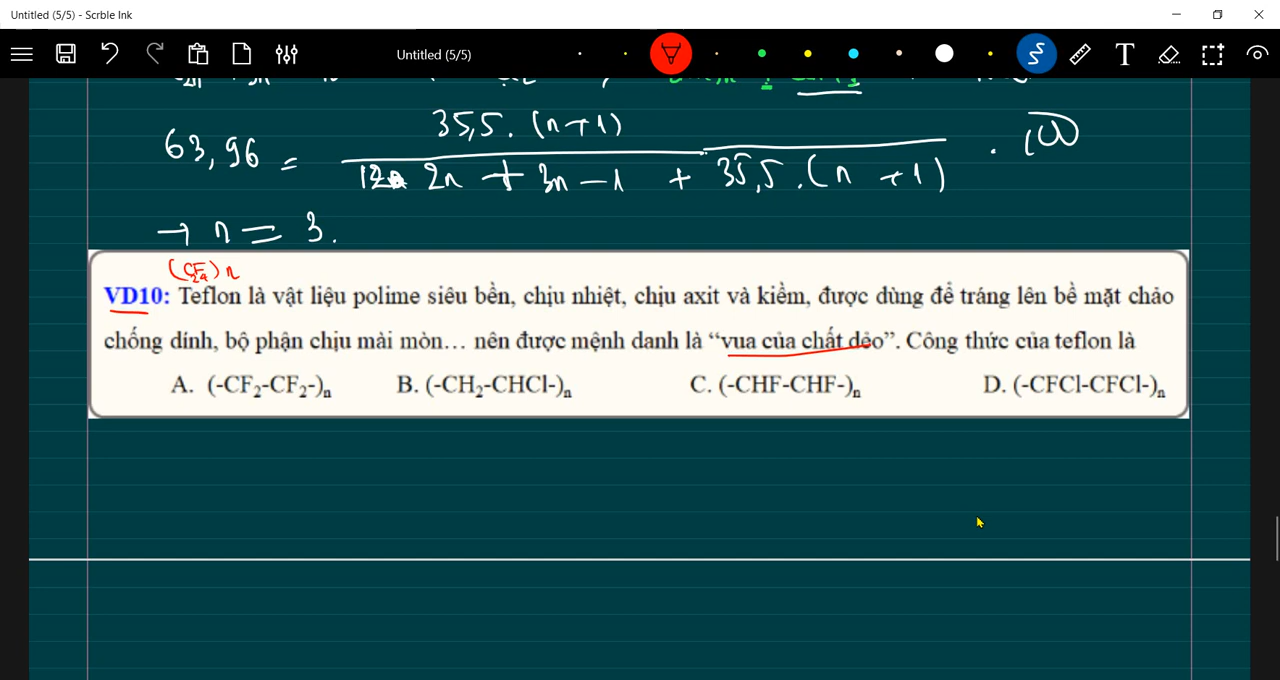 Untitled (5/5) - Scrble Ink
Untitled (5/5)
T
35,5 . (n+1)
63,96 = . 100
12. 2n + 3n - 1 + 35,5 . (n + 1)
→ n = 3.
(C₂F₄)n
VD10: Teflon là vật liệu polime siêu bền, chịu nhiệt, chịu axit và kiềm, được dùng để tráng lên bề mặt chảo
chống dính, bộ phận chịu mài mòn... nên được mệnh danh là “vua của chất dẻo”. Công thức của teflon là
A. (-CF₂-CF₂-)ₙ B. (-CH₂-CHCl-)ₙ C. (-CHF-CHF-)ₙ D. (-CFCl-CFCl-)ₙ